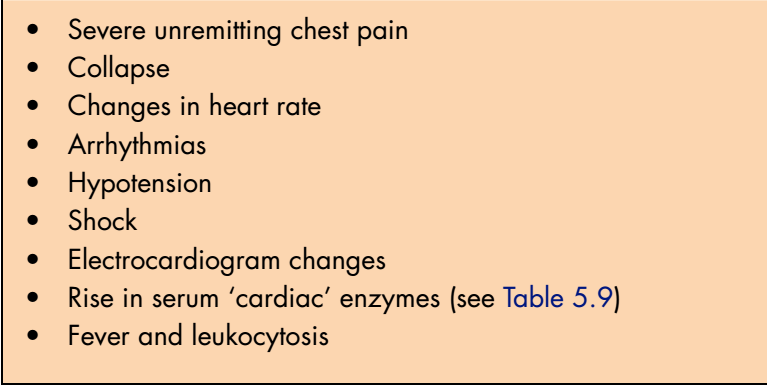 • Severe unremitting chest pain
• Collapse
• Changes in heart rate
• Arrhythmias
• Hypotension
• Shock
• Electrocardiogram changes
• Rise in serum ‘cardiac’ enzymes (see Table 5.9)
• Fever and leukocytosis